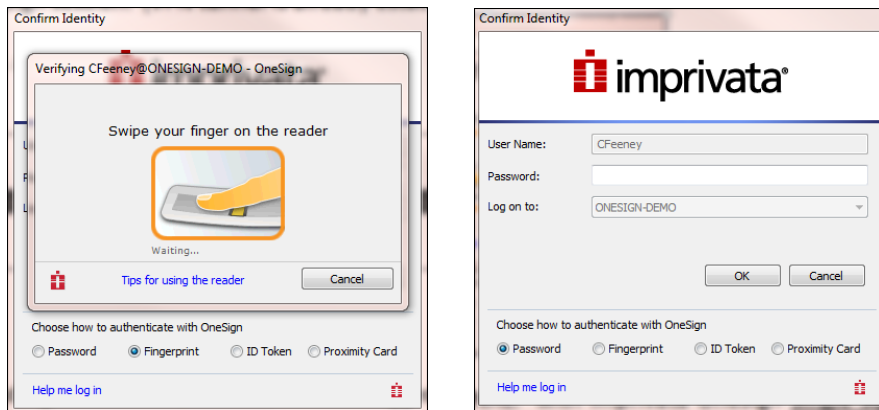 Confirm Identity
Verifying CFeeney@ONESIGN-DEMO - OneSign
Swipe your finger on the reader
Waiting...
Tips for using the reader
Cancel
Choose how to authenticate with OneSign
Password Fingerprint ID Token Proximity Card
Help me log in
Confirm Identity
imprivata®
User Name: CFeeney
Password:
Log on to: ONESIGN-DEMO
OK Cancel
Choose how to authenticate with OneSign
Password Fingerprint ID Token Proximity Card
Help me log in